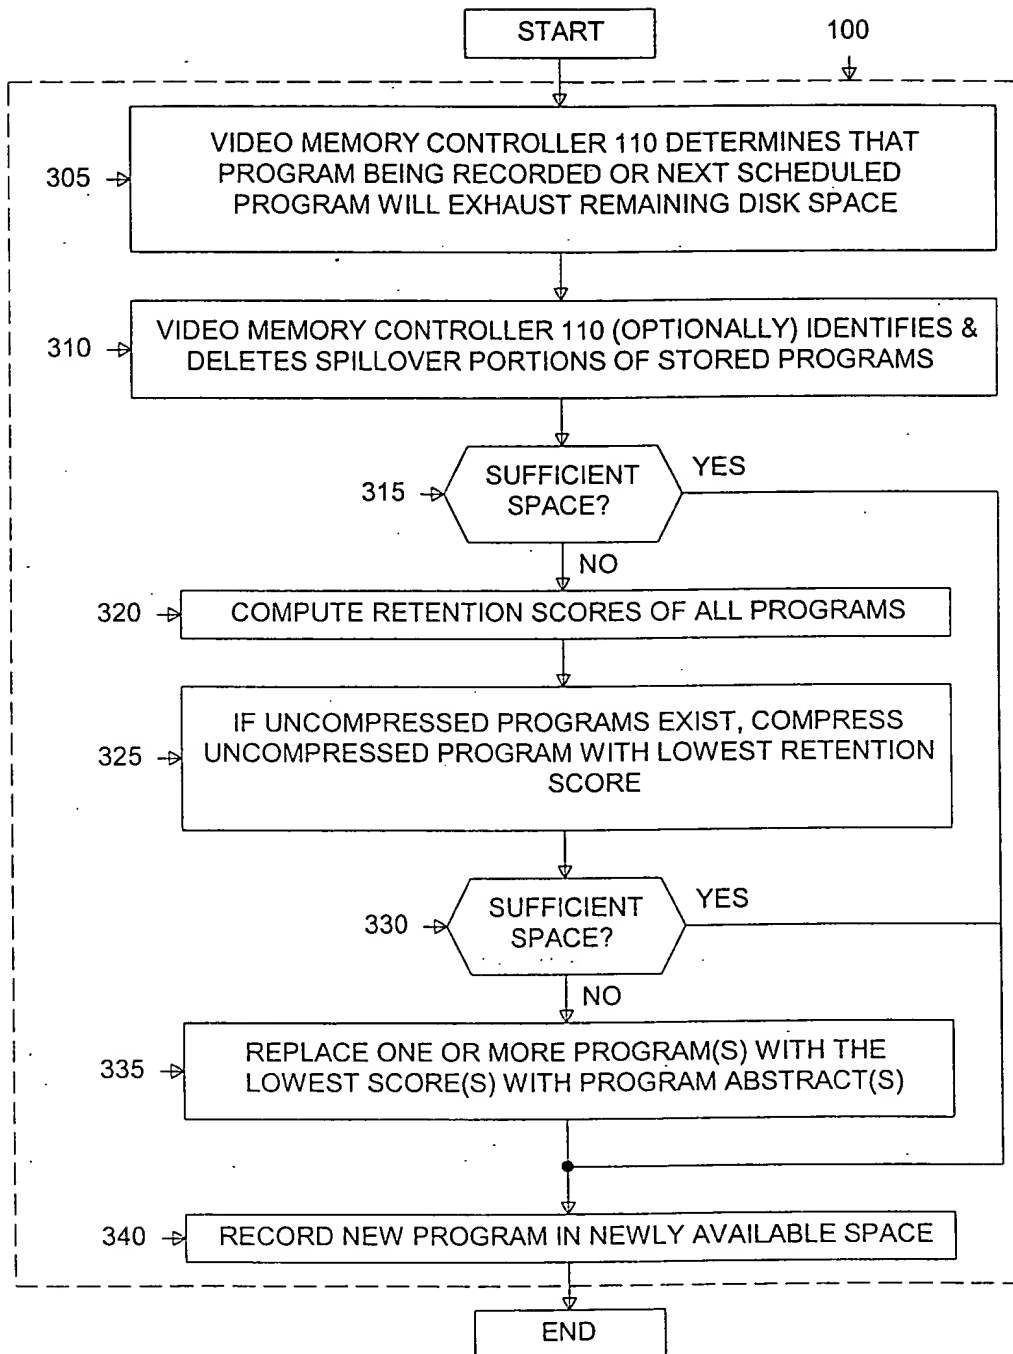 START
100
305
VIDEO MEMORY CONTROLLER 110 DETERMINES THAT
PROGRAM BEING RECORDED OR NEXT SCHEDULED
PROGRAM WILL EXHAUST REMAINING DISK SPACE
310
VIDEO MEMORY CONTROLLER 110 (OPTIONALLY) IDENTIFIES &
DELETES SPILLOVER PORTIONS OF STORED PROGRAMS
315
SUFFICIENT
SPACE?
YES
NO
320
COMPUTE RETENTION SCORES OF ALL PROGRAMS
325
IF UNCOMPRESSED PROGRAMS EXIST, COMPRESS
UNCOMPRESSED PROGRAM WITH LOWEST RETENTION
SCORE
330
SUFFICIENT
SPACE?
YES
NO
335
REPLACE ONE OR MORE PROGRAM(S) WITH THE
LOWEST SCORE(S) WITH PROGRAM ABSTRACT(S)
340
RECORD NEW PROGRAM IN NEWLY AVAILABLE SPACE
END